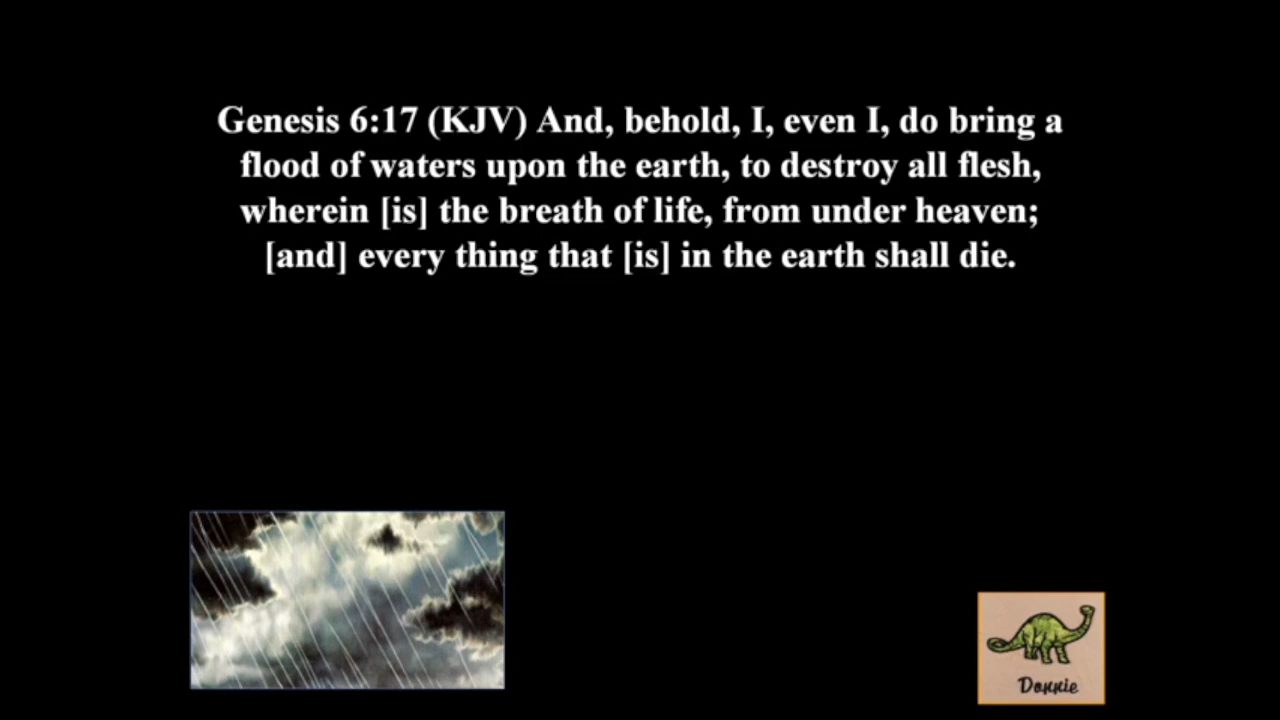 Genesis 6:17 (KJV) And, behold, I, even I, do bring a
flood of waters upon the earth, to destroy all flesh,
wherein [is] the breath of life, from under heaven;
[and] every thing that [is] in the earth shall die.
Donnie